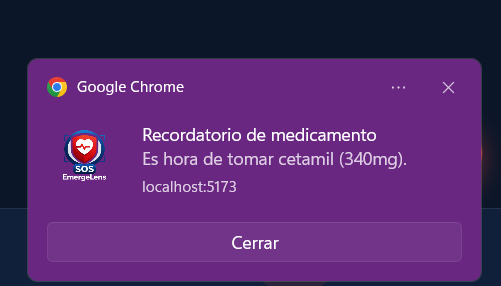 Google Chrome
Recordatorio de medicamento
Es hora de tomar cetamil (340mg).
localhost:5173
SOS
EmergeLens
Cerrar